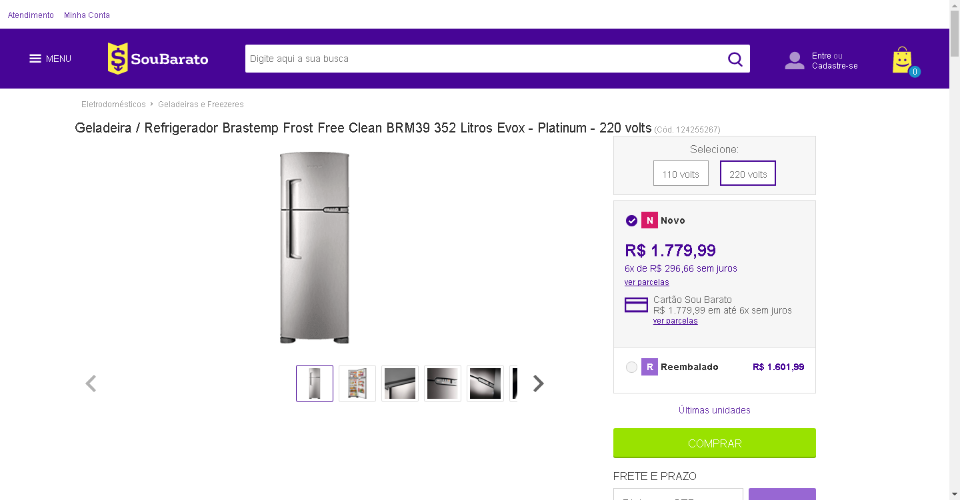 Atendimento Minha Conta
MENU
SouBarato
Digite aqui a sua busca
Entre ou
Cadastre-se
0
Eletrodomésticos Geladeiras e Freezeres
Geladeira / Refrigerador Brastemp Frost Free Clean BRM39 352 Litros Evox - Platinum - 220 volts (Cód. 124255267)
Selecione:
110 volts 220 volts
N Novo
R$ 1.779,99
6x de R$ 296,66 sem juros
ver parcelas
Cartão Sou Barato
R$ 1.779,99 em até 6x sem juros
ver parcelas
R Reembalado R$ 1.601,99
Últimas unidades
COMPRAR
FRETE E PRAZO